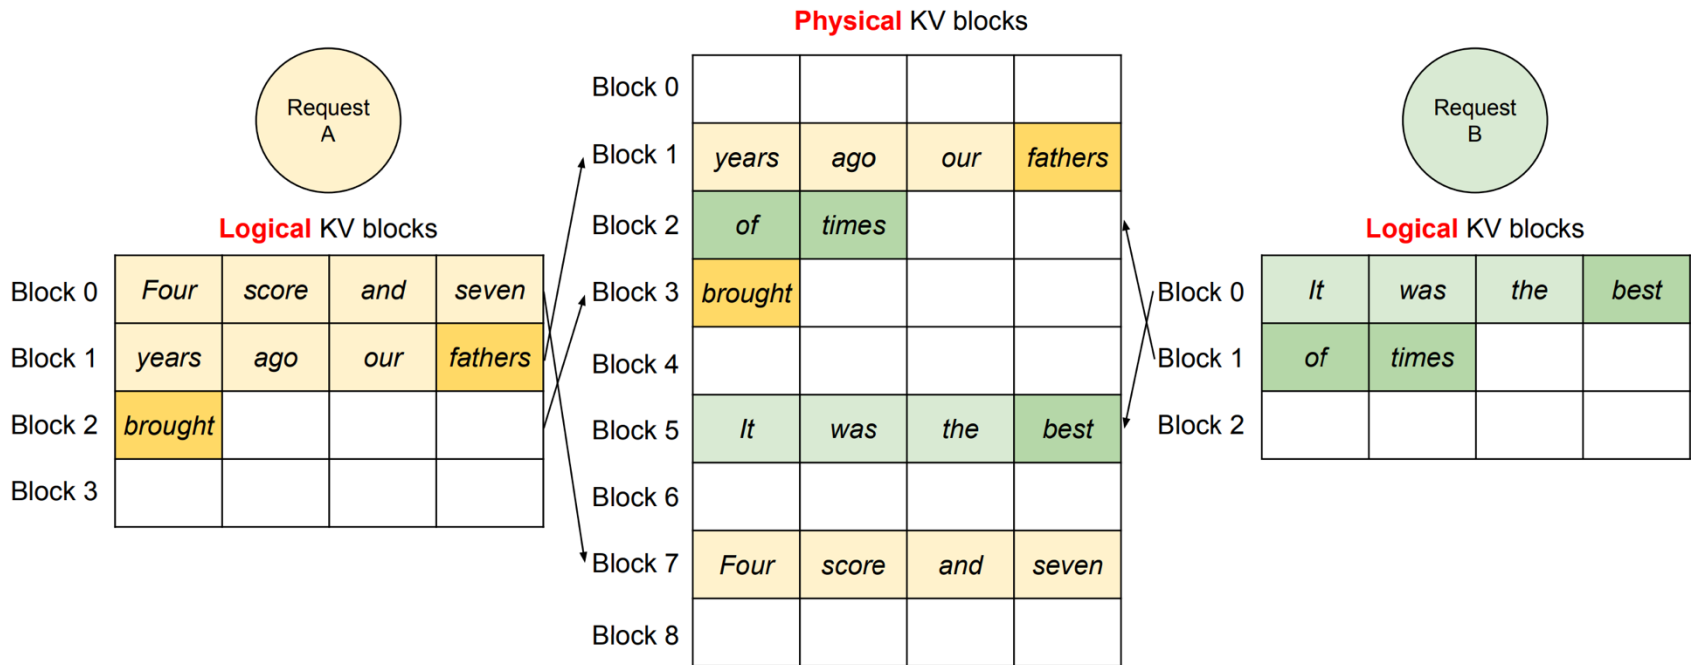 Physical KV blocks
Request
A
Request
B
Logical KV blocks
Block 0 Four score and seven
Block 1 years ago our fathers
Block 2 brought
Block 3
Block 0
Block 1 years ago our fathers
Block 2 of times
Block 3 brought
Block 4
Block 5 It was the best
Block 6
Block 7 Four score and seven
Block 8
Logical KV blocks
Block 0 It was the best
Block 1 of times
Block 2